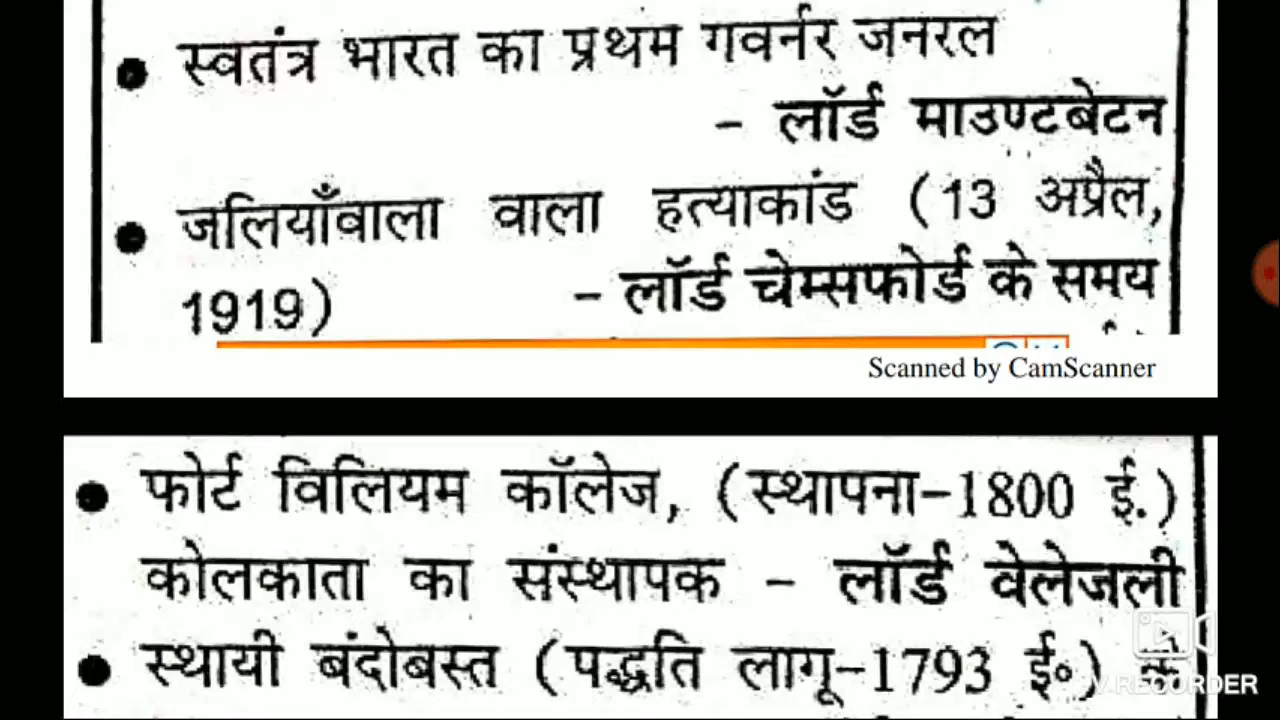 • स्वतंत्र भारत का प्रथम गवर्नर जनरल
- लॉर्ड माउण्टबेटन
• जलियाँवाला वाला हत्याकांड (13 अप्रैल,
1919) - लॉर्ड चेम्सफोर्ड के समय
Scanned by CamScanner
• फोर्ट विलियम कॉलेज, (स्थापना-1800 ई.)
कोलकाता का संस्थापक - लॉर्ड वेलेजली
• स्थायी बंदोबस्त (पद्धति लागू-1793 ई॰) के
V.RECORDER